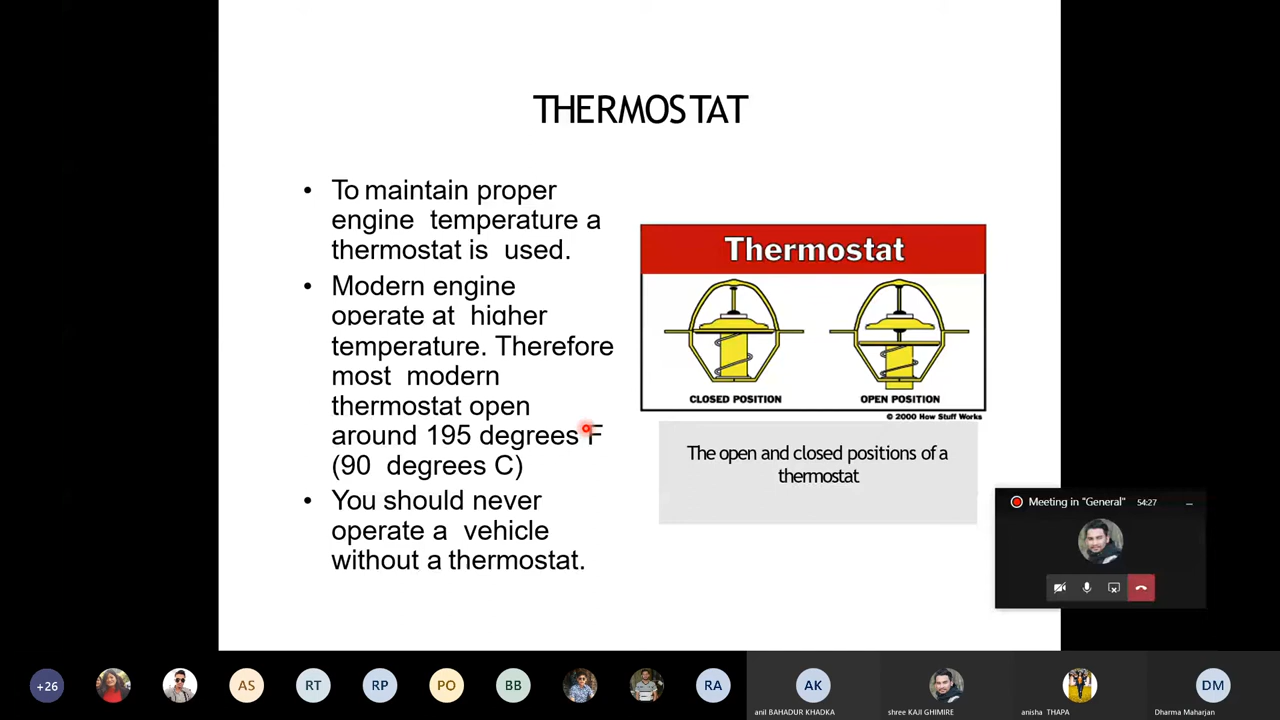 THERMOSTAT
• To maintain proper
engine temperature a
thermostat is used.
• Modern engine
operate at higher
temperature. Therefore
most modern
thermostat open
around 195 degrees F
(90 degrees C)
• You should never
operate a vehicle
without a thermostat.
Thermostat
CLOSED POSITION
OPEN POSITION
© 2000 How Stuff Works
The open and closed positions of a
thermostat
Meeting in "General" 54:27
+26
AS
RT
RP
PO
BB
RA
AK
DM
anil BAHADUR KHADKA
shree KAJI GHIMIRE
anisha THAPA
Dharma Maharjan